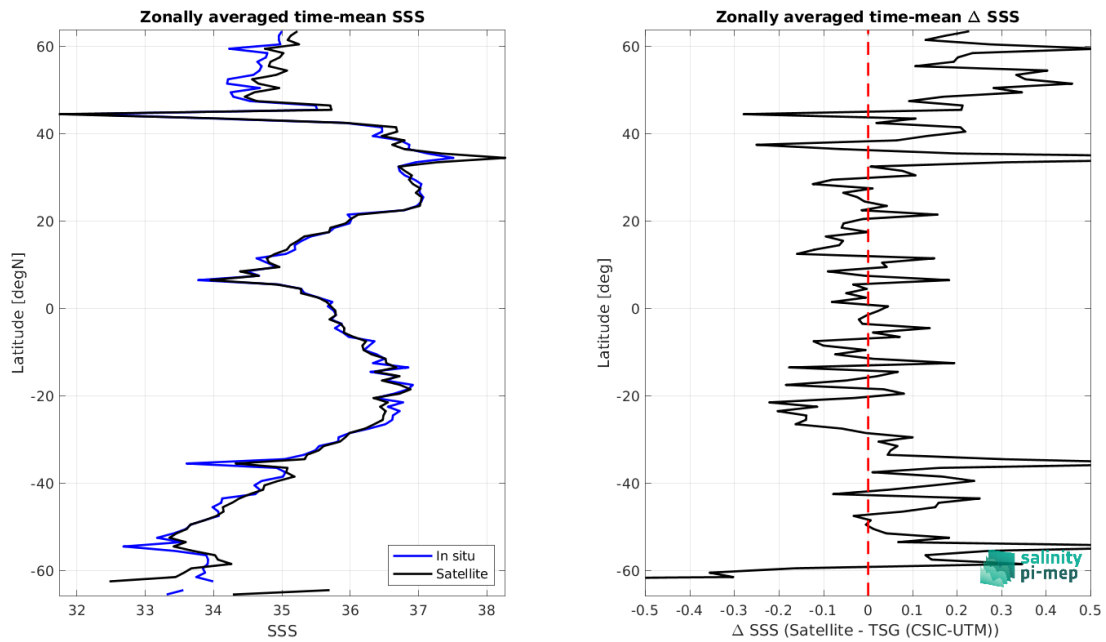 Zonally averaged time-mean SSS
60
40
20
0
-20
-40
-60
Latitude [degN]
32 33 34 35 36 37 38
SSS
In situ
Satellite
Zonally averaged time-mean Δ SSS
60
40
20
0
-20
-40
-60
Latitude [deg]
-0.5 -0.4 -0.3 -0.2 -0.1 0 0.1 0.2 0.3 0.4 0.5
Δ SSS (Satellite - TSG (CSIC-UTM))
salinity
pi-mep